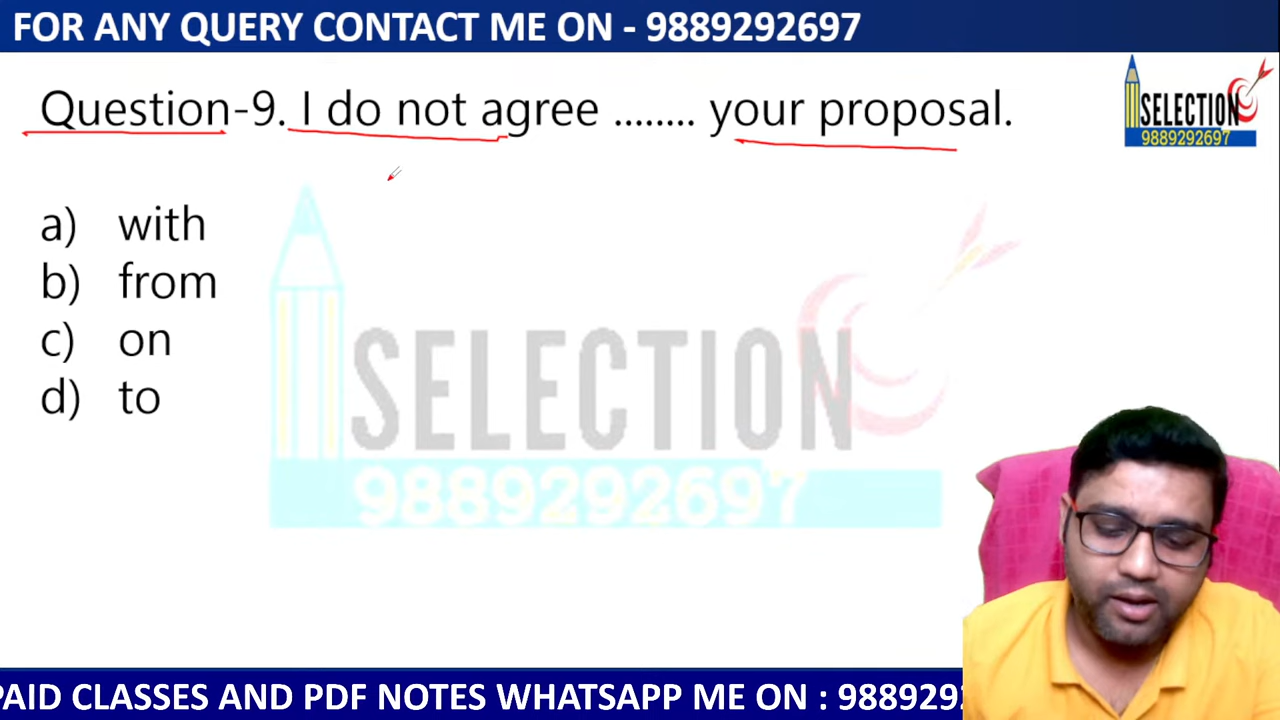 FOR ANY QUERY CONTACT ME ON - 9889292697
SELECTION
9889292697
Question-9. I do not agree ........ your proposal.
a) with
b) from
c) on
d) to
SELECTION
9889292697
PAID CLASSES AND PDF NOTES WHATSAPP ME ON : 988929